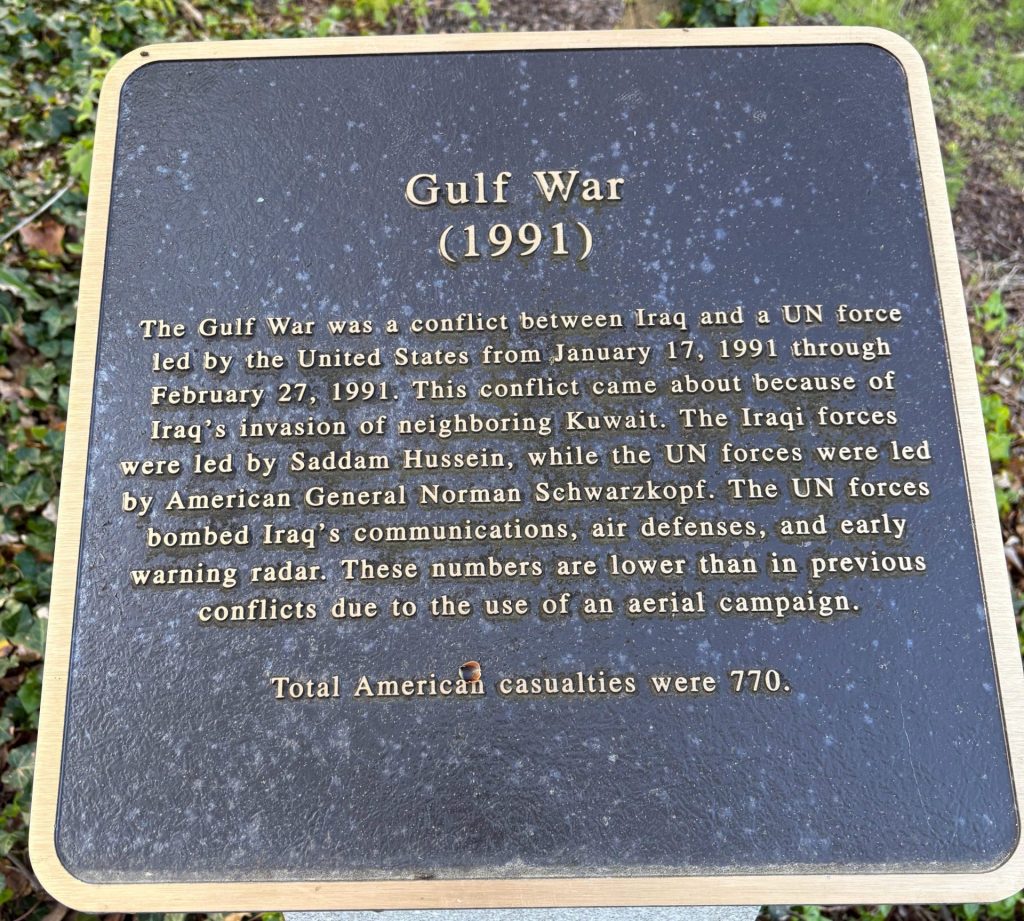 Gulf War
(1991)
The Gulf War was a conflict between Iraq and a UN force
led by the United States from January 17, 1991 through
February 27, 1991. This conflict came about because of
Iraq's invasion of neighboring Kuwait. The Iraqi forces
were led by Saddam Hussein, while the UN forces were led
by American General Norman Schwarzkopf. The UN forces
bombed Iraq's communications, air defenses, and early
warning radar. These numbers are lower than in previous
conflicts due to the use of an aerial campaign.
Total American casualties were 770.